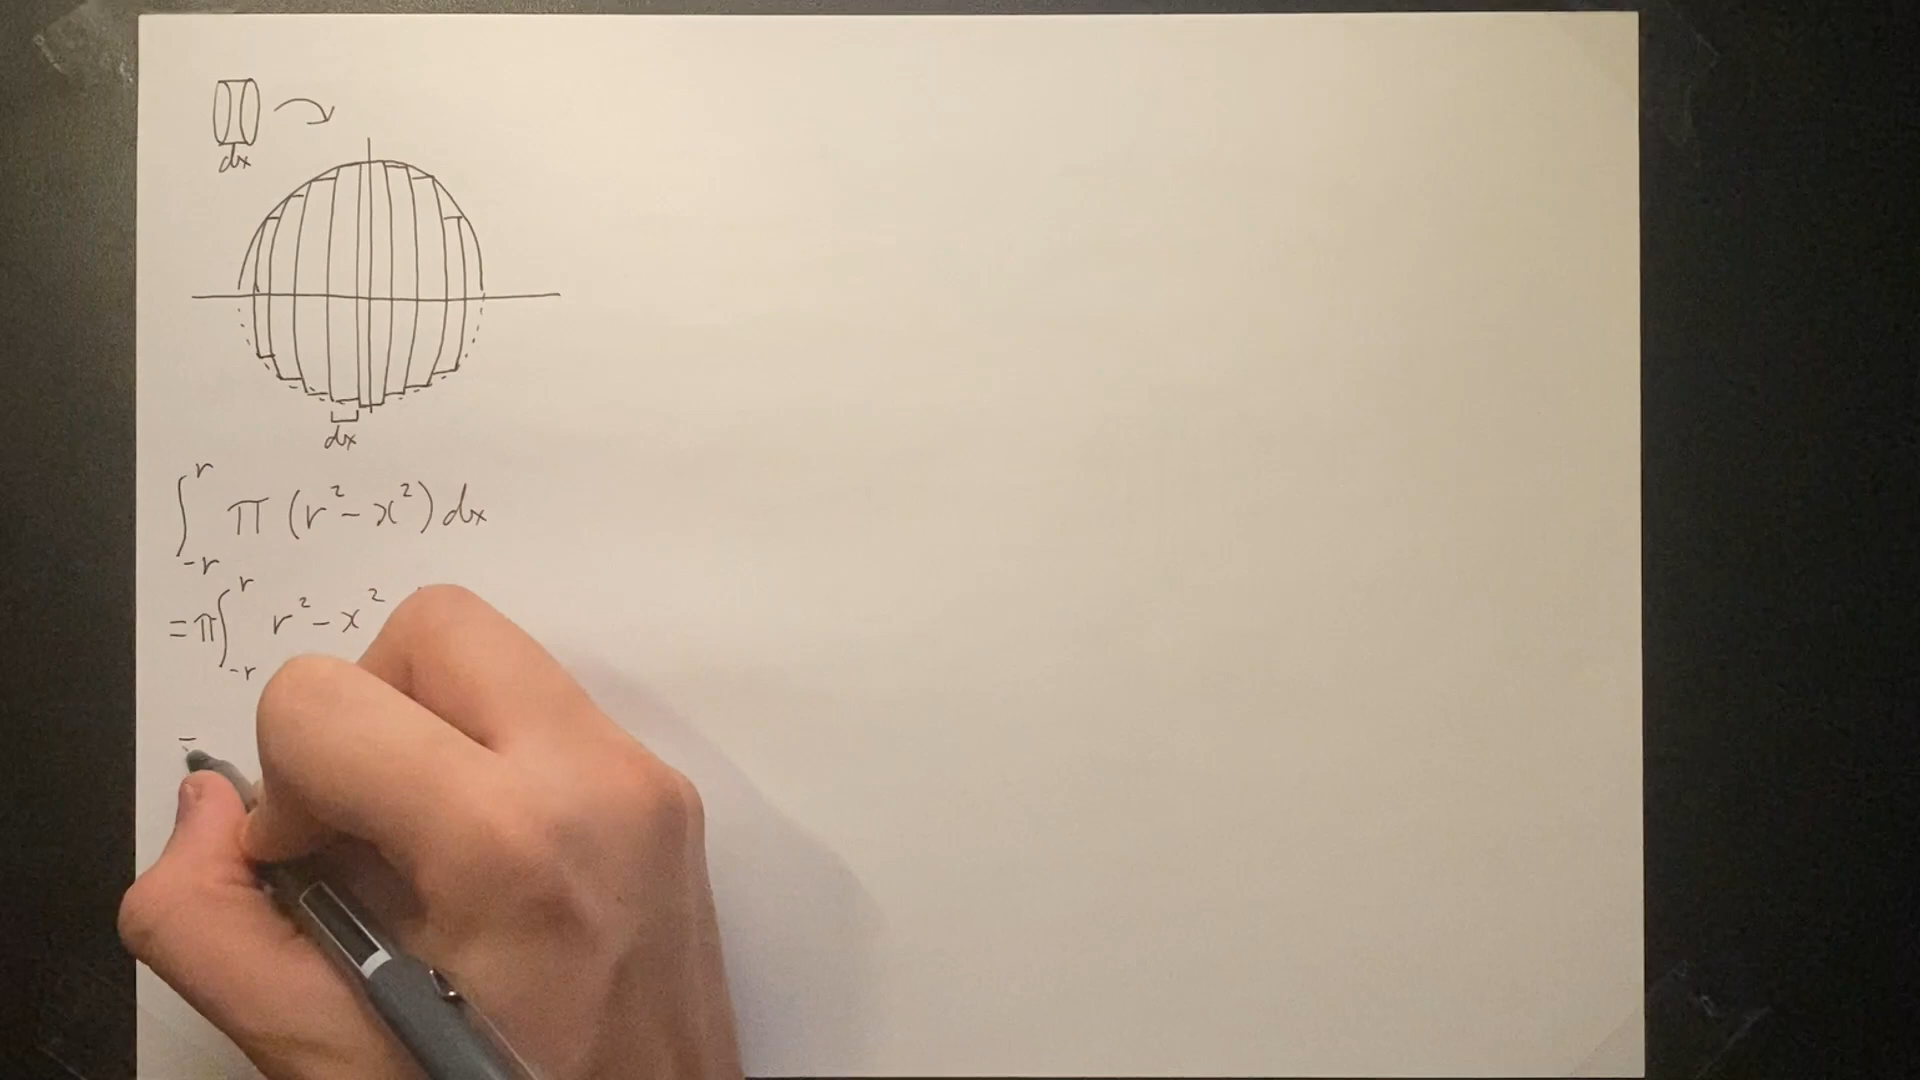 dx
dx
∫_{-r}^{r} π (r² - x²) dx
= π ∫_{-r}^{r} r² - x²